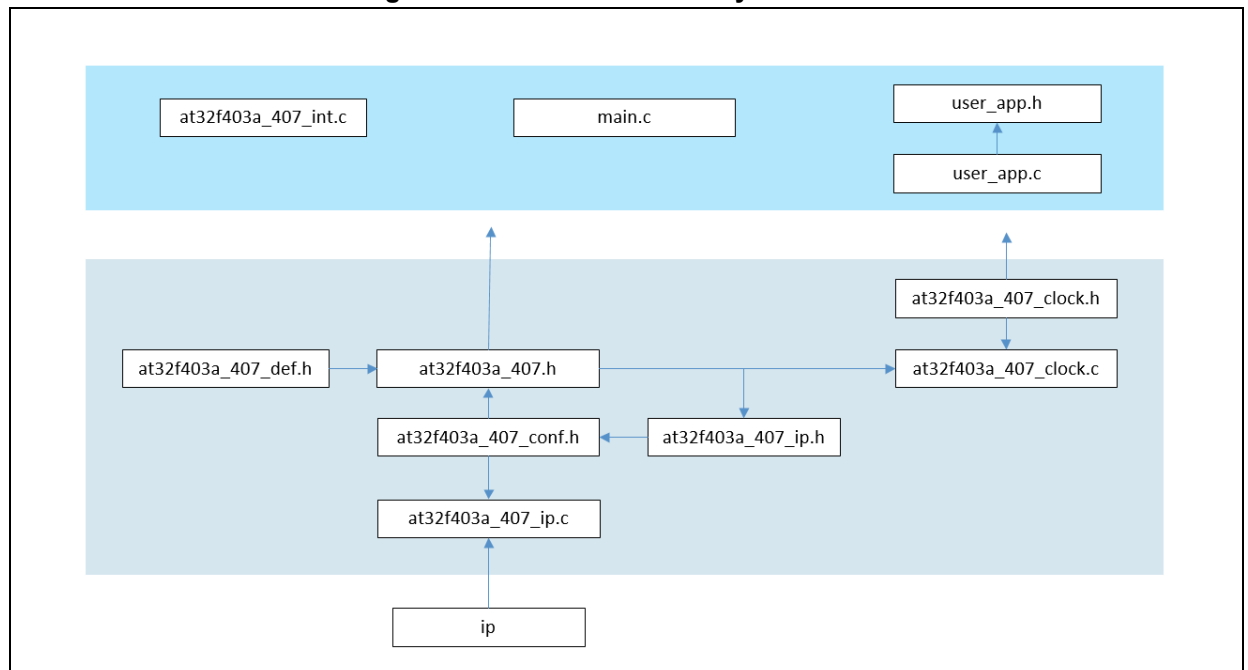 at32f403a_407_int.c
main.c
user_app.h
user_app.c
at32f403a_407_clock.h
at32f403a_407_def.h
at32f403a_407.h
at32f403a_407_clock.c
at32f403a_407_conf.h
at32f403a_407_ip.h
at32f403a_407_ip.c
ip